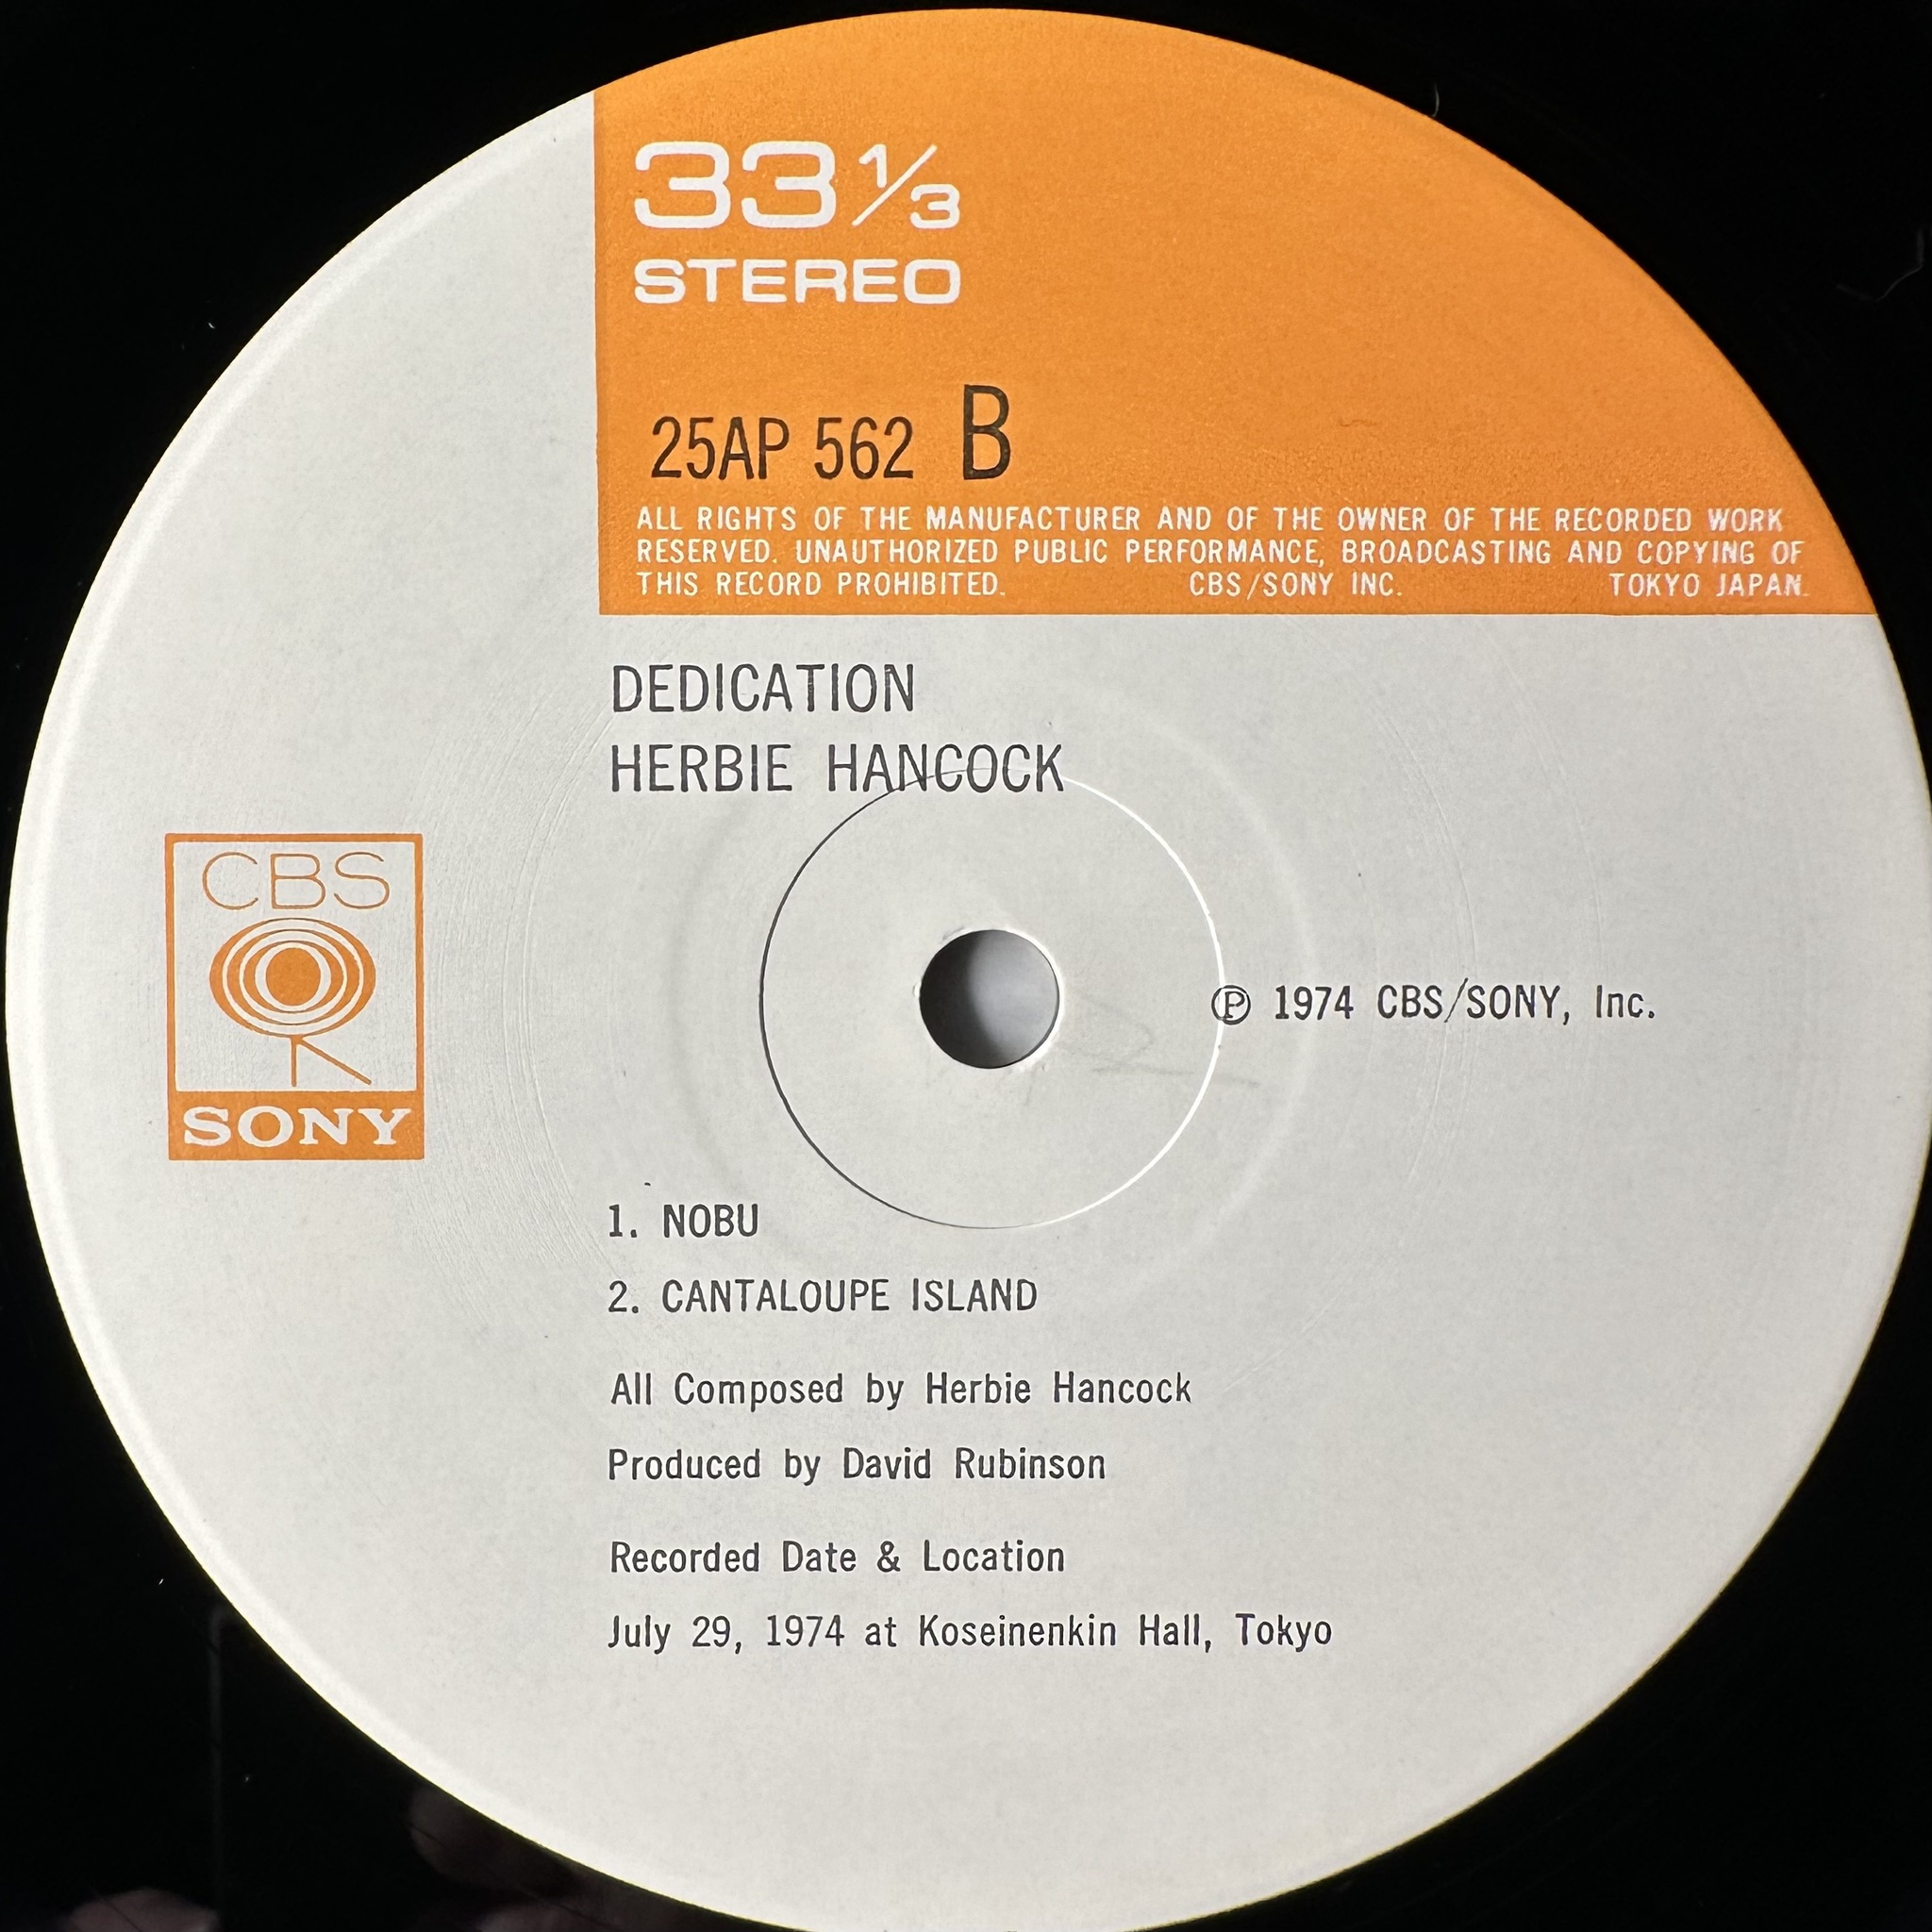 33 1/3
STEREO
25AP 562 B
ALL RIGHTS OF THE MANUFACTURER AND OF THE OWNER OF THE RECORDED WORK
RESERVED. UNAUTHORIZED PUBLIC PERFORMANCE, BROADCASTING AND COPYING OF
THIS RECORD PROHIBITED. CBS/SONY INC. TOKYO JAPAN.
DEDICATION
HERBIE HANCOCK
CBS
SONY
Ⓟ 1974 CBS/SONY, Inc.
1. NOBU
2. CANTALOUPE ISLAND
All Composed by Herbie Hancock
Produced by David Rubinson
Recorded Date & Location
July 29, 1974 at Koseinenkin Hall, Tokyo